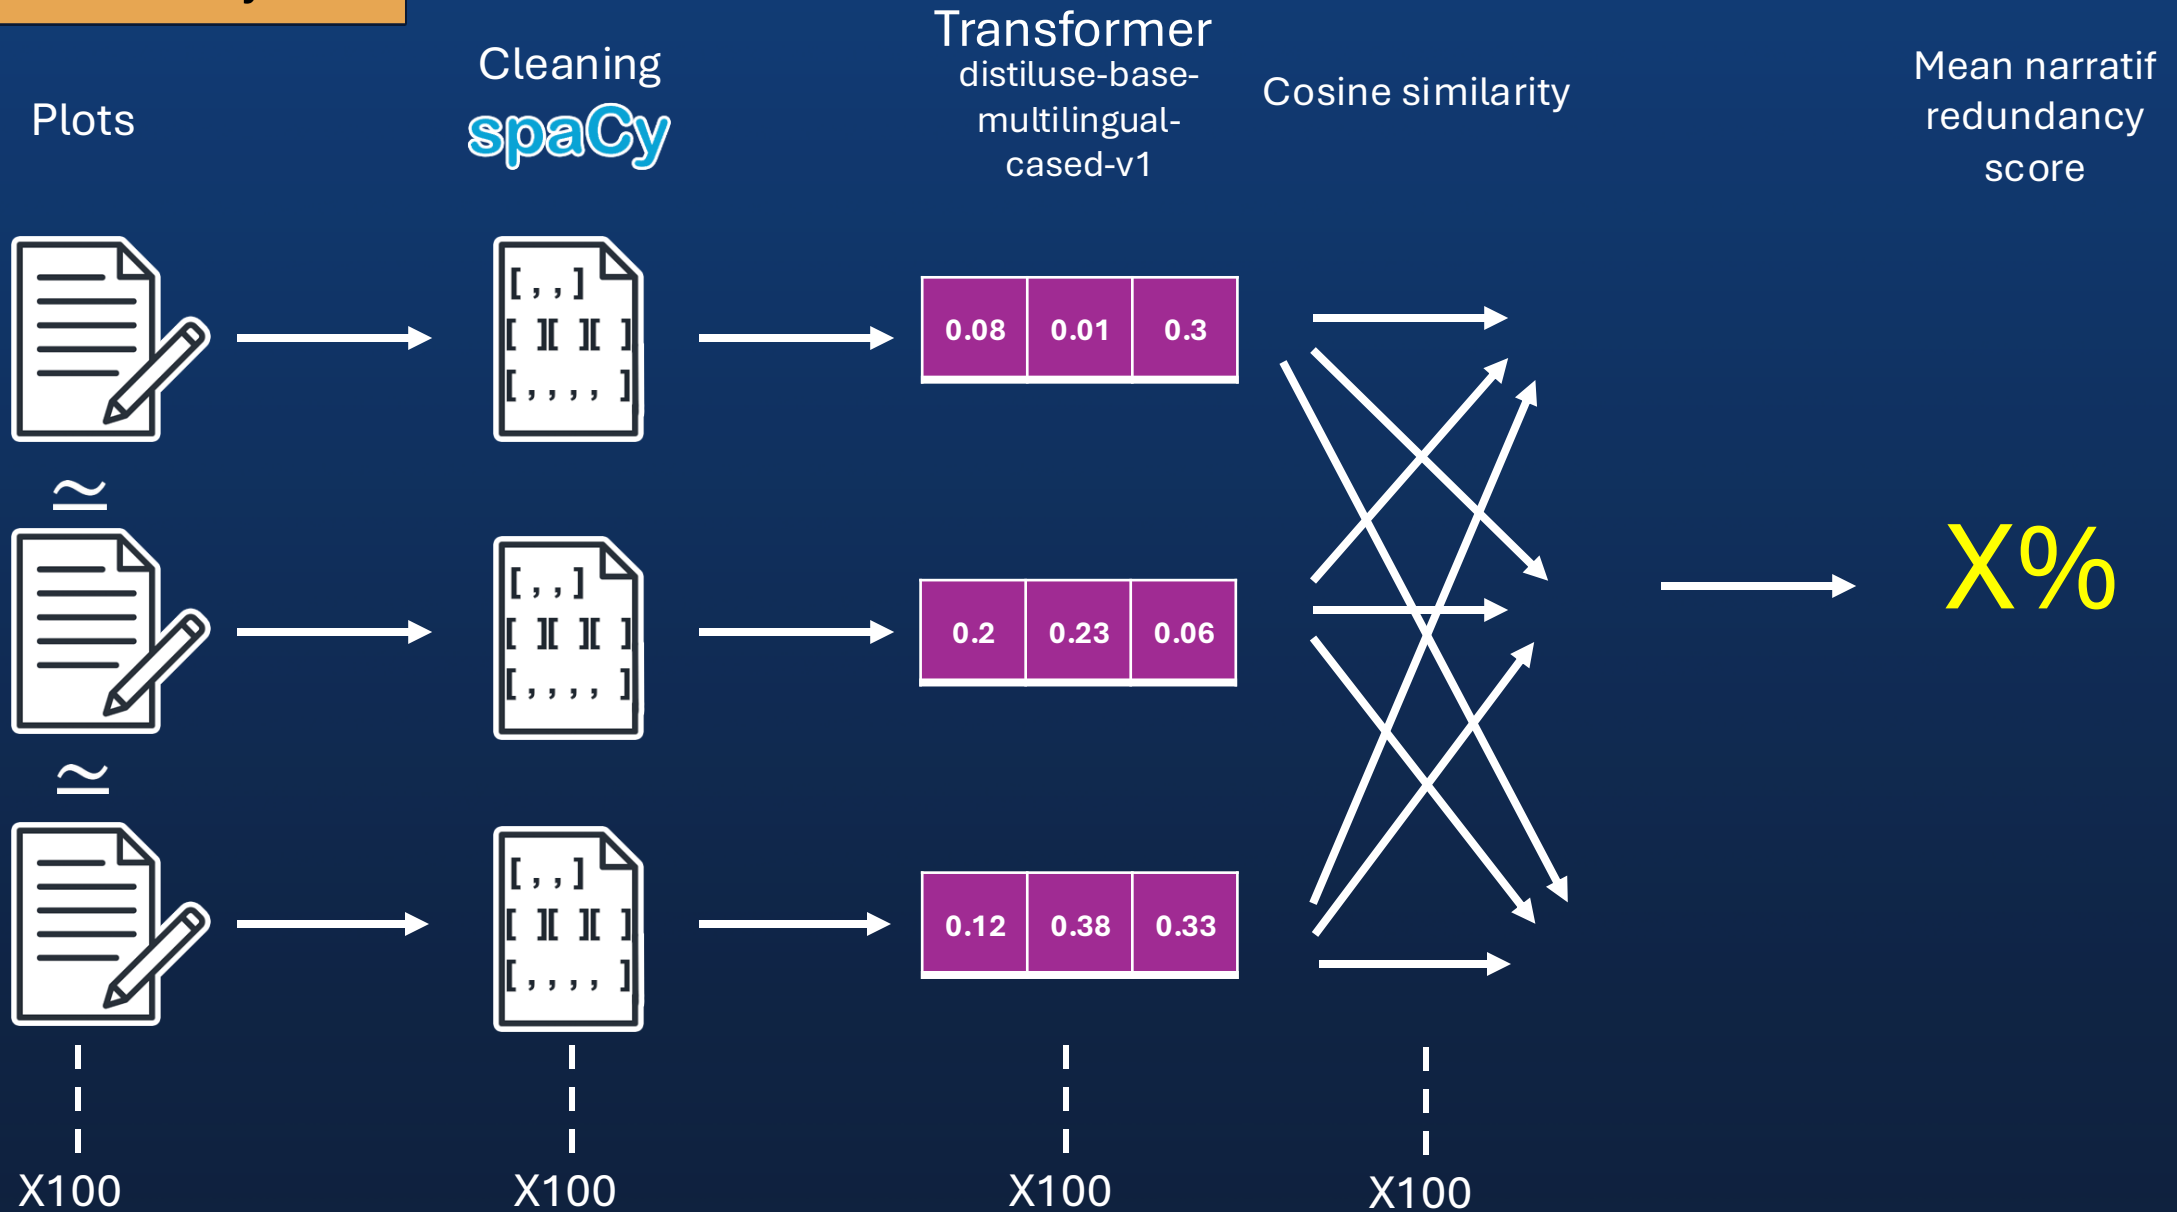 Plots
Cleaning
spaCy
Transformer
distiluse-base-
multilingual-
cased-v1
Cosine similarity
Mean narratif
redundancy
score
[,,]
[ ][ ][ ]
[,,,, ]
0.08 0.01 0.3
≃
[,,]
[ ][ ][ ]
[,,,, ]
0.2 0.23 0.06
X%
≃
[,,]
[ ][ ][ ]
[,,,, ]
0.12 0.38 0.33
X100
X100
X100
X100